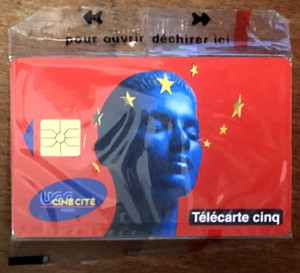 pour ouvrir déchirer ici
UGC
CINÉ CITÉ
Télécarte cinq